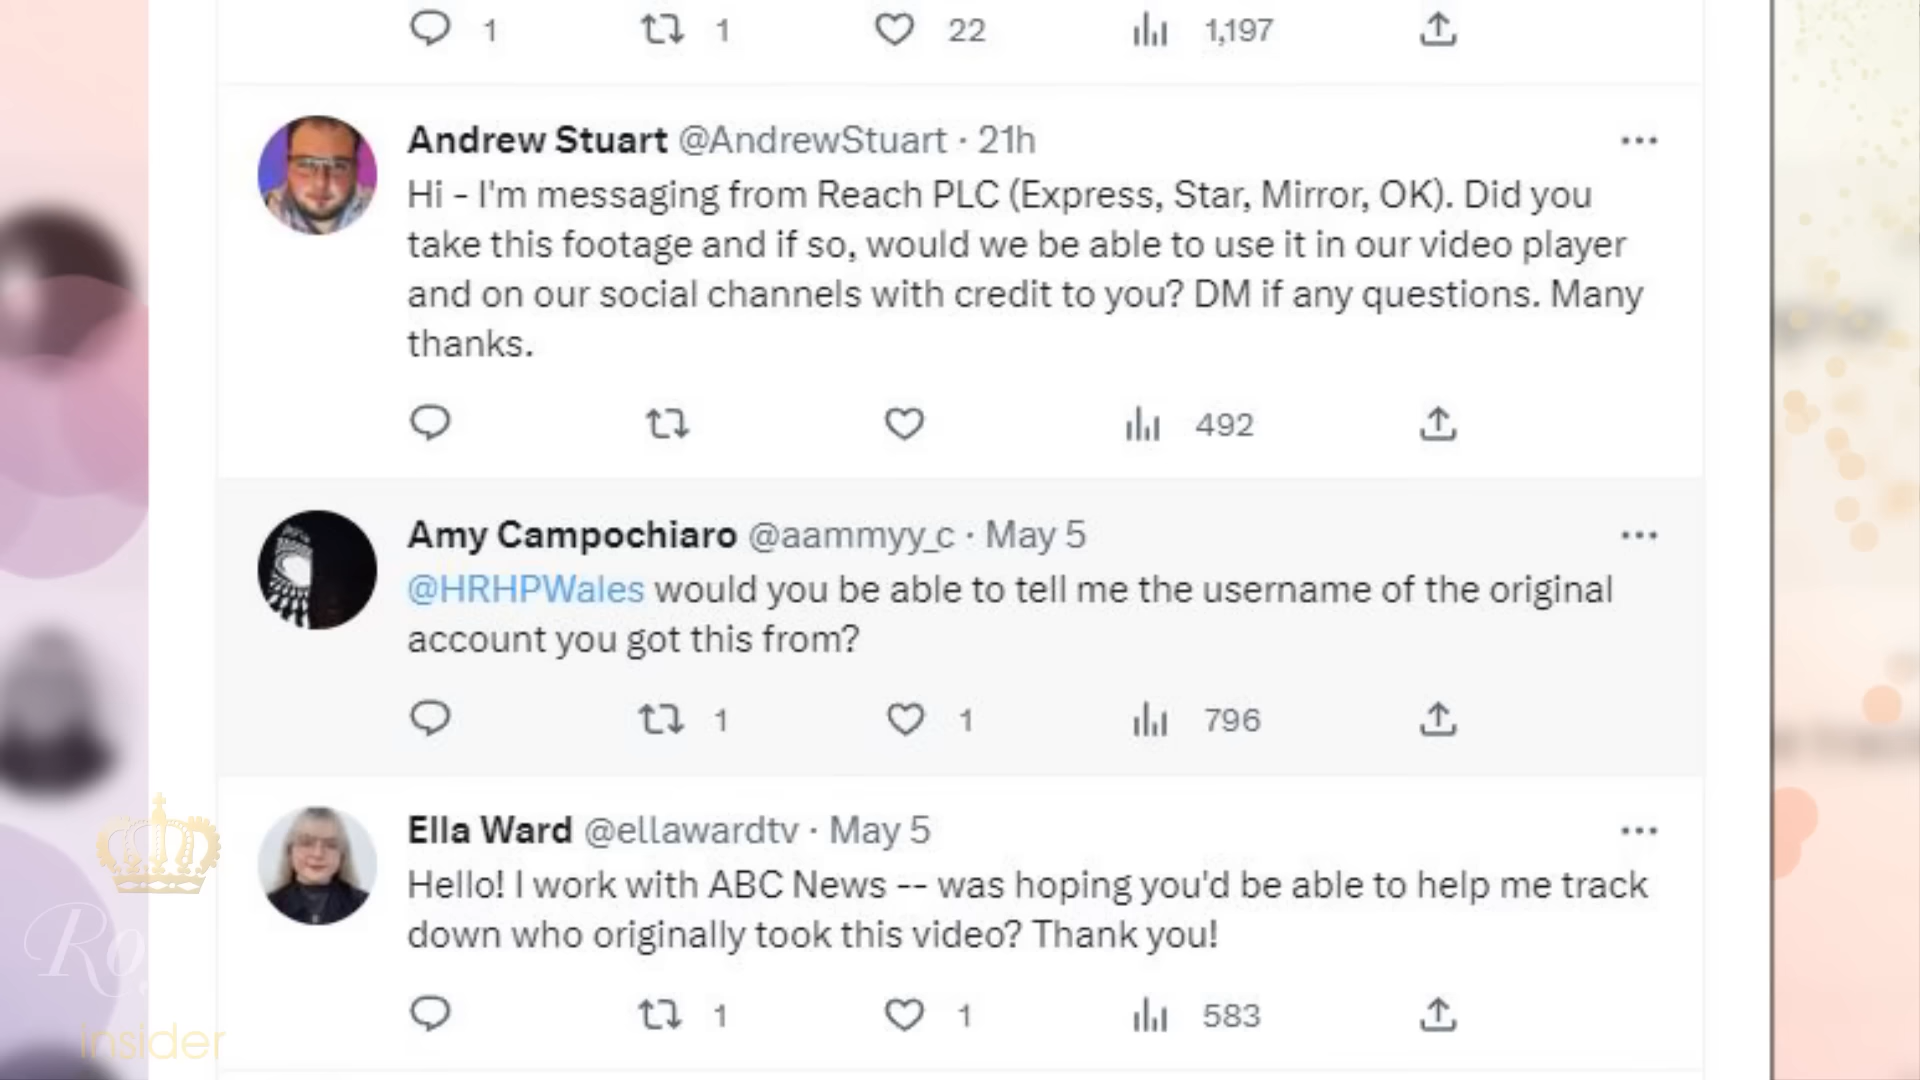 1 1 22 1,197
Andrew Stuart @AndrewStuart · 21h
Hi - I'm messaging from Reach PLC (Express, Star, Mirror, OK). Did you
take this footage and if so, would we be able to use it in our video player
and on our social channels with credit to you? DM if any questions. Many
thanks.
492
Amy Campochiaro @aammyy_c · May 5
@HRHPWales would you be able to tell me the username of the original
account you got this from?
1 1 796
Ella Ward @ellawardtv · May 5
Hello! I work with ABC News -- was hoping you'd be able to help me track
down who originally took this video? Thank you!
1 1 583
Insider